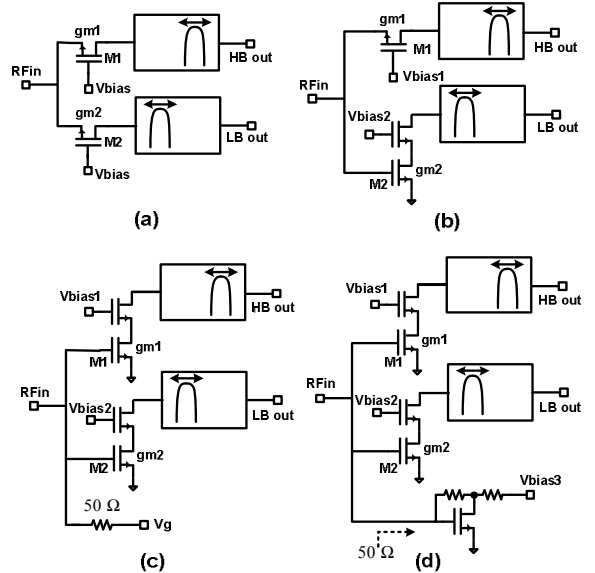 gm1
M1
HB out
Vbias
RFin
gm2
M2
LB out
Vbias
(a)
gm1
M1
HB out
Vbias1
RFin
Vbias2
LB out
gm2
M2
(b)
Vbias1
HB out
gm1
M1
RFin
Vbias2
LB out
M2
gm2
50 Ω
Vg
(c)
Vbias1
HB out
gm1
M1
RFin
Vbias2
LB out
gm2
M2
Vbias3
50 Ω
(d)